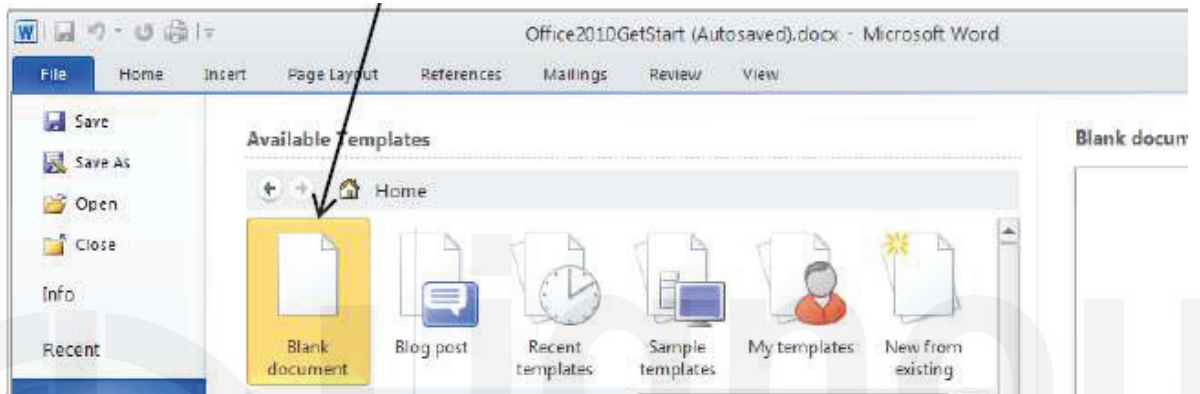 Office2010GetStart (Autosaved).docx - Microsoft Word
File Home Insert Page Layout References Mailings Review View
Save
Save As
Open
Close
Info
Recent
Available Templates
Home
Blank document
Blog post
Recent templates
Sample templates
My templates
New from existing
Blank docum